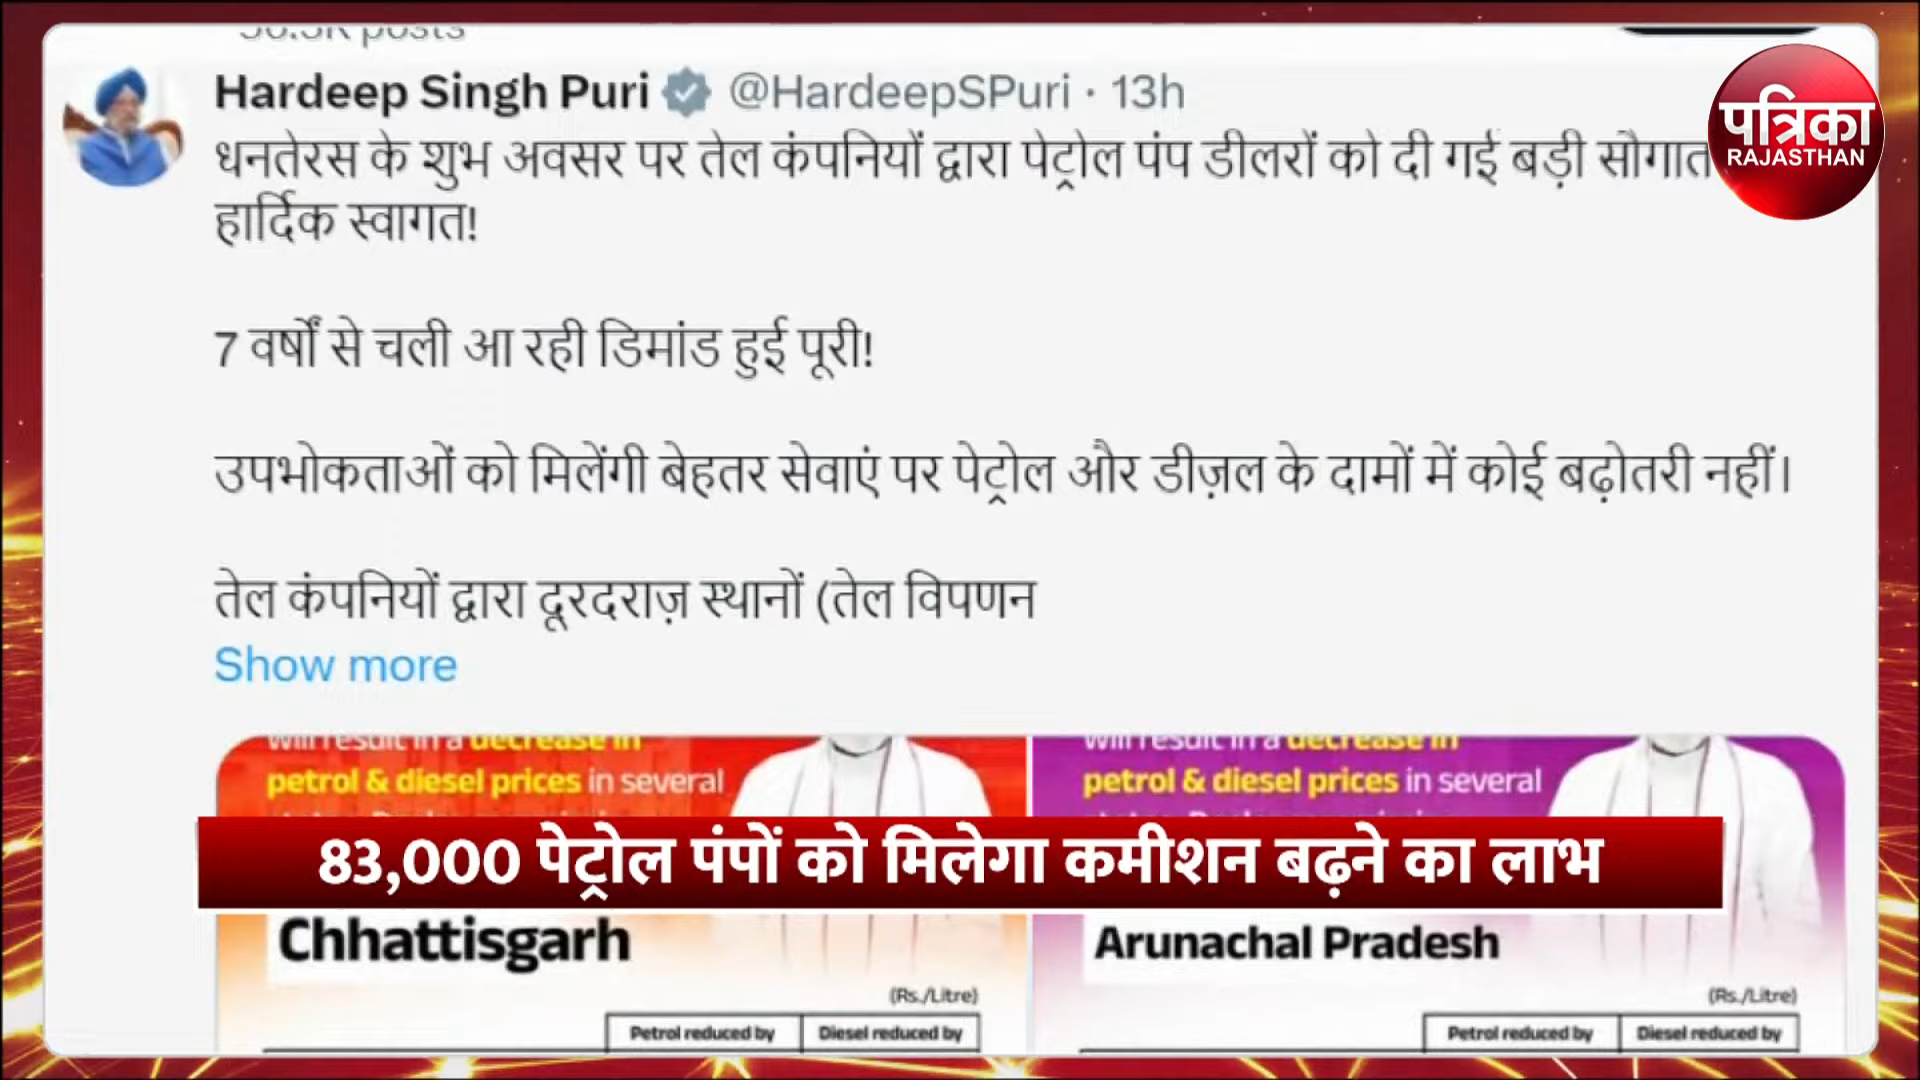 36.3K posts
Hardeep Singh Puri @HardeepSPuri · 13h
धनतेरस के शुभ अवसर पर तेल कंपनियों द्वारा पेट्रोल पंप डीलरों को दी गई बड़ी सौगात
हार्दिक स्वागत!
7 वर्षों से चली आ रही डिमांड हुई पूरी!
उपभोकताओं को मिलेंगी बेहतर सेवाएं पर पेट्रोल और डीज़ल के दामों में कोई बढ़ोतरी नहीं।
तेल कंपनियों द्वारा दूरदराज़ स्थानों (तेल विपणन
Show more
पत्रिका
RAJASTHAN
will result in a decrease in
petrol & diesel prices in several
will result in a decrease in
petrol & diesel prices in several
83,000 पेट्रोल पंपों को मिलेगा कमीशन बढ़ने का लाभ
Chhattisgarh
(Rs./Litre)
Petrol reduced by Diesel reduced by
Arunachal Pradesh
(Rs./Litre)
Petrol reduced by Diesel reduced by